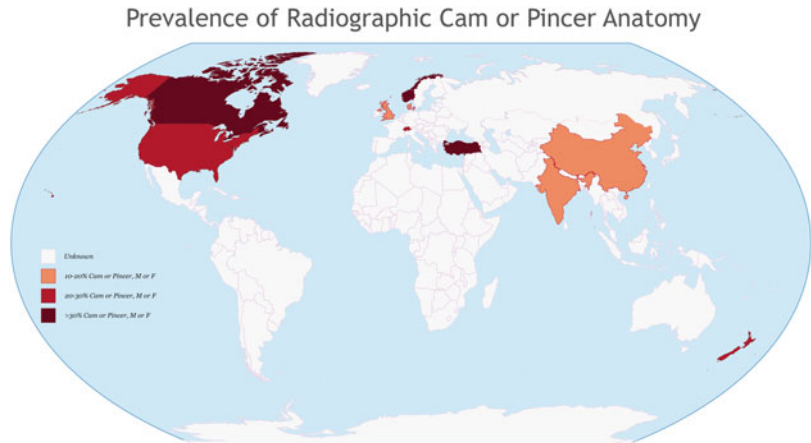 Prevalence of Radiographic Cam or Pincer Anatomy
Unknown
10-20% Cam or Pincer, M or F
20-30% Cam or Pincer, M or F
>30% Cam or Pincer, M or F